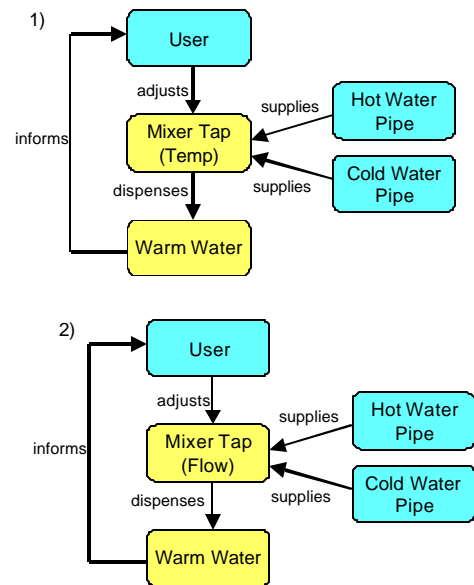 1)
User
adjusts
supplies
Hot Water
Pipe
informs
Mixer Tap
(Temp)
Cold Water
Pipe
dispenses
supplies
Warm Water
2)
User
adjusts
supplies
Hot Water
Pipe
informs
Mixer Tap
(Flow)
Cold Water
Pipe
dispenses
supplies
Warm Water